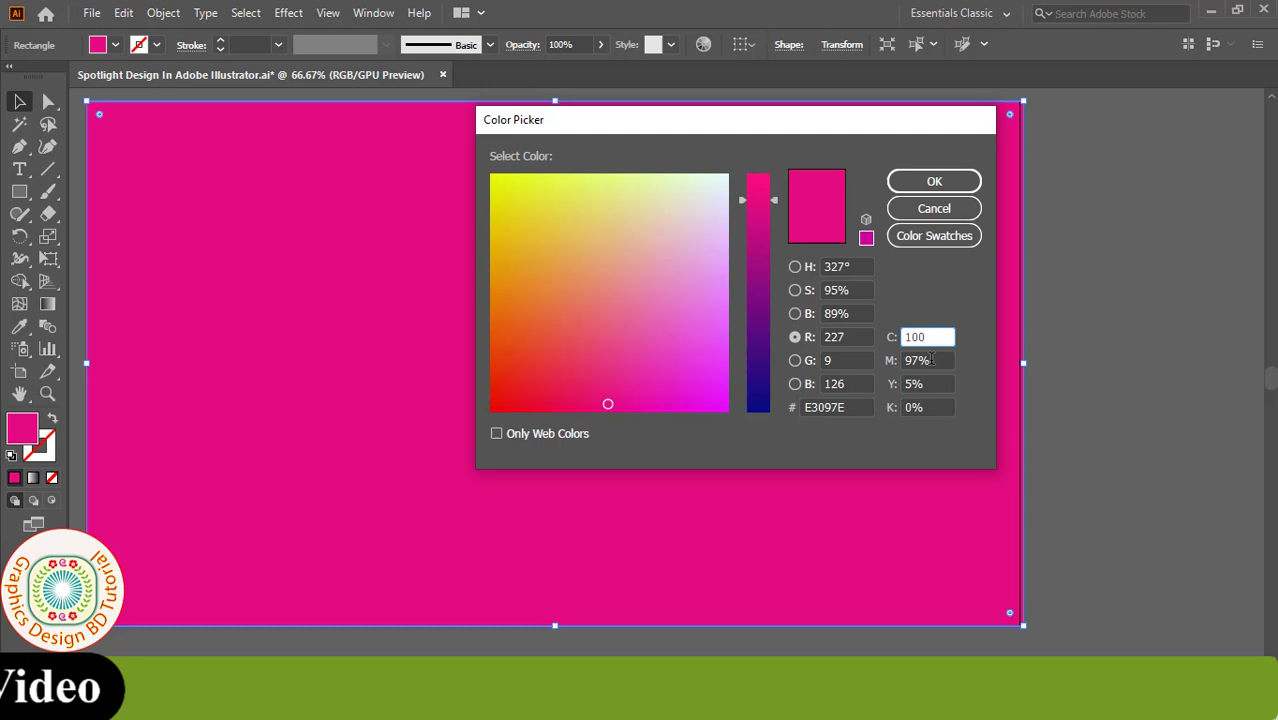 Ai File Edit Object Type Select Effect View Window Help Essentials Classic Search Adobe Stock
Rectangle Stroke: Basic Opacity: 100% Style: Shape: Transform
Spotlight Design In Adobe Illustrator.ai* @ 66.67% (RGB/GPU Preview)
Color Picker
Select Color:
OK
Cancel
Color Swatches
H: 327°
S: 95%
B: 89%
R: 227 C: 100
G: 9 M: 97%
B: 126 Y: 5%
# E3097E K: 0%
Only Web Colors
Graphics Design BD Tutorial
Video